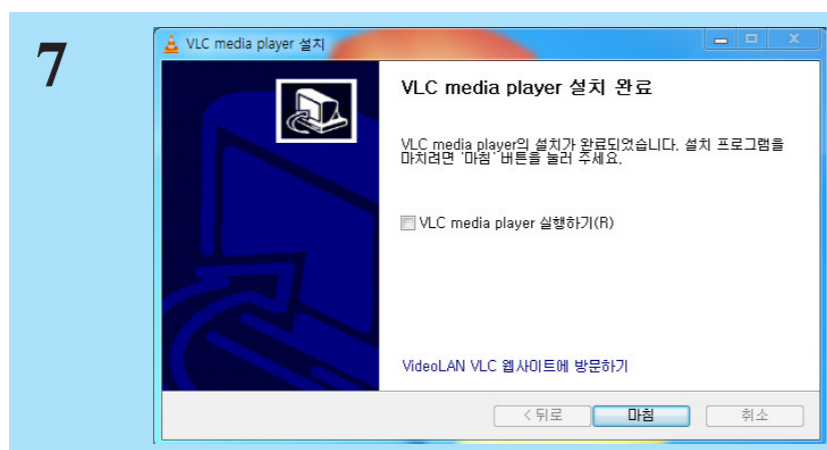 7
VLC media player 설치
VLC media player 설치 완료
VLC media player의 설치가 완료되었습니다. 설치 프로그램을
마치려면 '마침' 버튼을 눌러 주세요.
VLC media player 실행하기(R)
VideoLAN VLC 웹사이트에 방문하기
< 뒤로
마침
취소